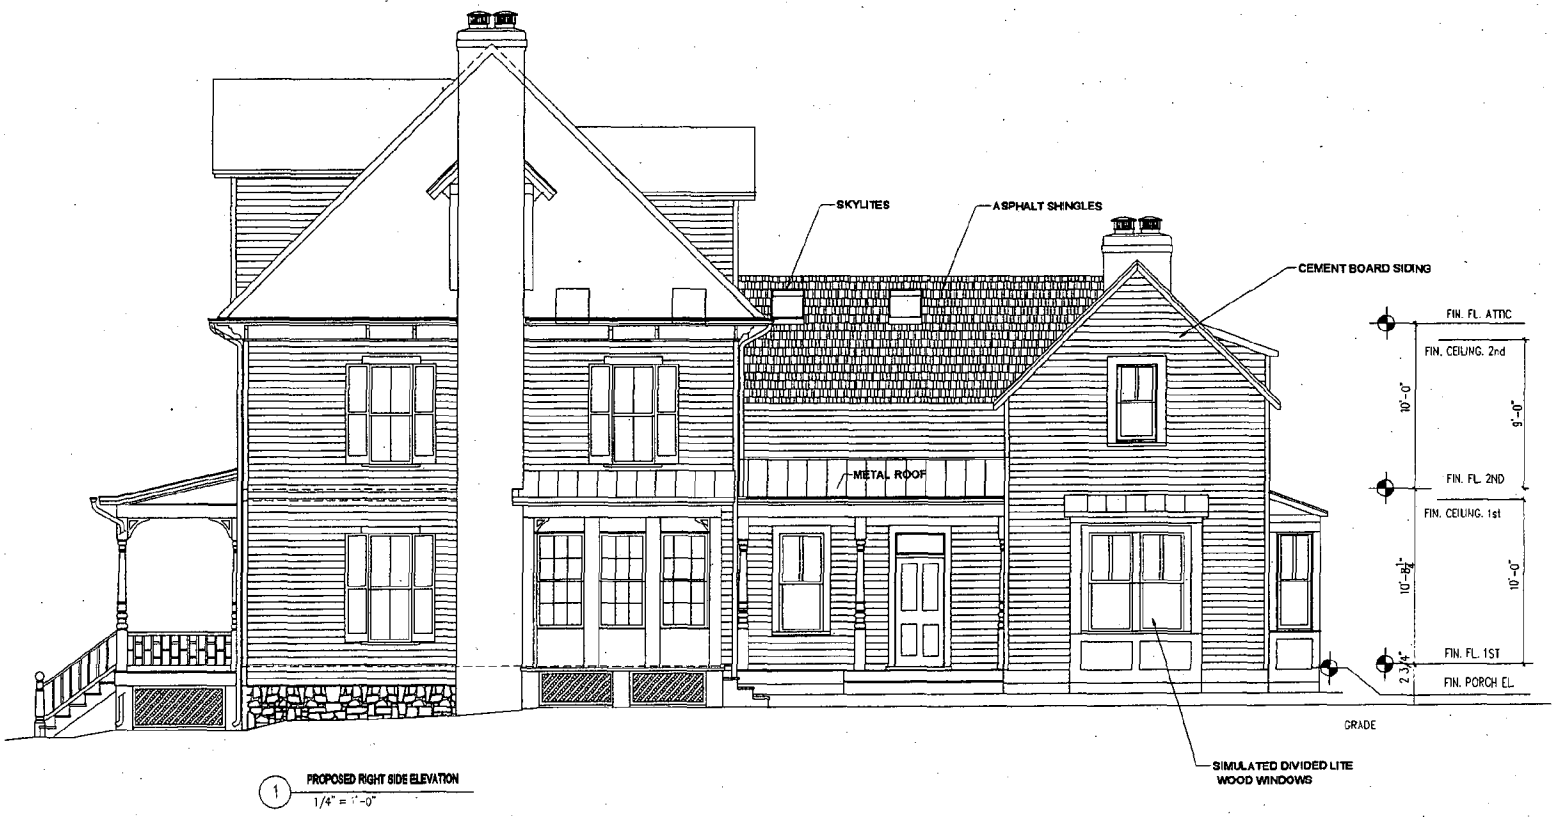 SKYLITES
ASPHALT SHINGLES
CEMENT BOARD SIDING
FIN. FL. ATTIC
FIN. CEILING. 2nd
10'-0"
9'-0"
METAL ROOF
FIN. FL. 2ND
FIN. CEILING. 1st
10'-8¼"
10'-0"
FIN. FL. 1ST
2 3/4"
FIN. PORCH EL.
GRADE
SIMULATED DIVIDED LITE
WOOD WINDOWS
1
PROPOSED RIGHT SIDE ELEVATION
1/4" = 1'-0"